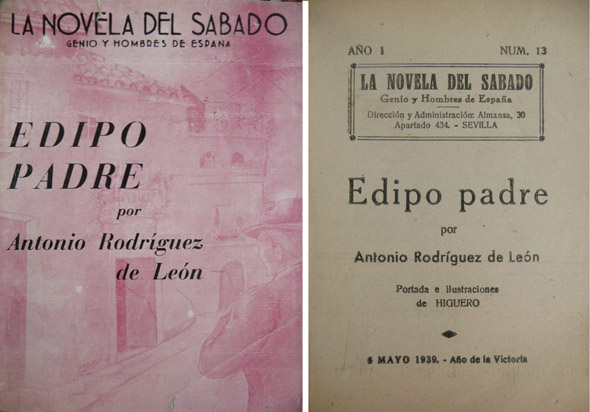 LA NOVELA DEL SABADO
GENIO Y HOMBRES DE ESPAÑA
EDIPO
PADRE
por
Antonio Rodríguez
de León
AÑO 1
NUM. 13
LA NOVELA DEL SABADO
Genio y Hombres de España
Dirección y Administración: Almansa, 30
Apartado 434. - SEVILLA
Edipo padre
por
Antonio Rodríguez de León
Portada e ilustraciones
de HIGUERO
6 MAYO 1939. - Año de la Victoria